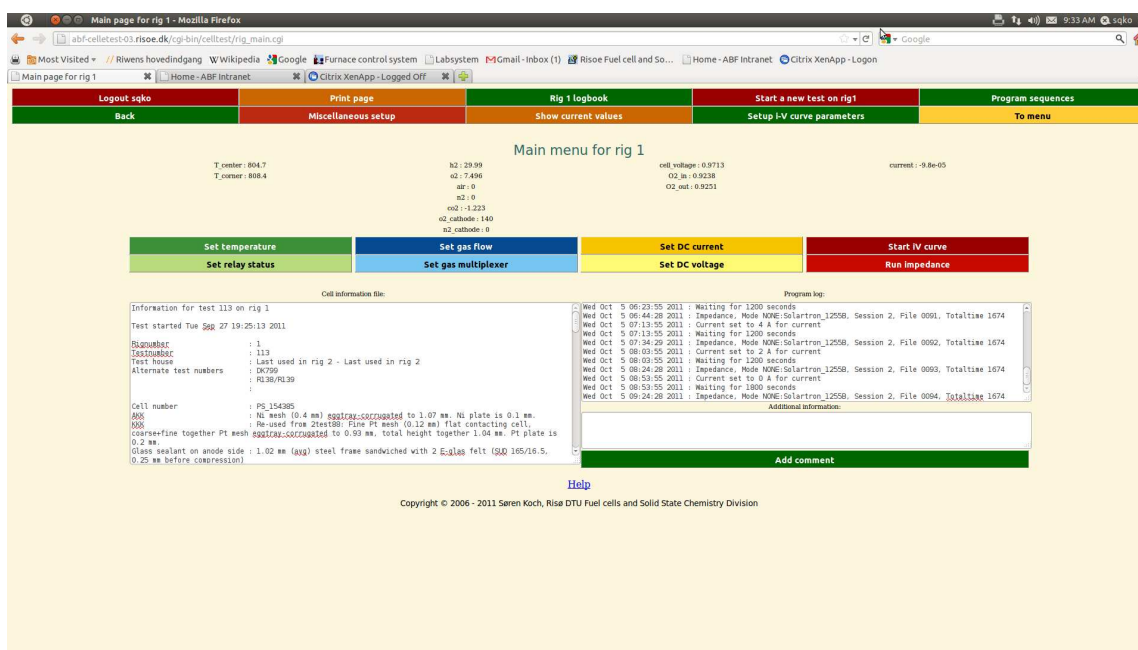 Main page for rig 1 - Mozilla Firefox
9:33 AM sqko
abf-celletest-03.risoe.dk/cgi-bin/celltest/rig_main.cgi
Google
Most Visited
Riwens hovedindgang
Wikipedia
Google
Furnace control system
Labsystem
Gmail - Inbox (1)
Risoe Fuel cell and So...
Home - ABF Intranet
Citrix XenApp - Logon
Main page for rig 1
Home - ABF Intranet
Citrix XenApp - Logged Off
Logout sqko
Print page
Rig 1 logbook
Start a new test on rig1
Program sequences
Back
Miscellaneous setup
Show current values
Setup i-V curve parameters
To menu
Main menu for rig 1
T_center : 804.7
T_corner : 808.4
h2 : 29.99
o2 : 7.496
air : 0
n2 : 0
co2 : -1.223
o2_cathode : 140
n2_cathode : 0
cell_voltage : 0.9713
O2_in : 0.9238
O2_out : 0.9251
current : -9.8e-05
Set temperature
Set gas flow
Set DC current
Start iV curve
Set relay status
Set gas multiplexer
Set DC voltage
Run impedance
Cell information file:
Information for test 113 on rig 1
Test started Tue Sep 27 19:25:13 2011
Rignumber : 1
Testnumber : 113
Test house : Last used in rig 2 - Last used in rig 2
Alternate test numbers : DK799
: R138/R139
:
Cell number : PS_154385
AKK : Ni mesh (0.4 mm) eggtray-corrugated to 1.07 mm. Ni plate is 0.1 mm.
KKK : Re-used from 2test88: Fine Pt mesh (0.12 mm) flat contacting cell,
coarse+fine together Pt mesh eggtray-corrugated to 0.93 mm, total height together 1.04 mm. Pt plate is
0.2 mm.
Glass sealant on anode side : 1.02 mm (avg) steel frame sandwiched with 2 E-glas felt (SUD 165/16.5,
0.25 mm before compression)
Program log:
Wed Oct 5 06:23:55 2011 : Waiting for 1200 seconds
Wed Oct 5 06:44:28 2011 : Impedance, Mode NONE:Solartron_1255B, Session 2, File 0091, Totaltime 1674
Wed Oct 5 07:13:55 2011 : Current set to 4 A for current
Wed Oct 5 07:13:55 2011 : Waiting for 1200 seconds
Wed Oct 5 07:34:29 2011 : Impedance, Mode NONE:Solartron_1255B, Session 2, File 0092, Totaltime 1674
Wed Oct 5 08:03:55 2011 : Current set to 2 A for current
Wed Oct 5 08:03:55 2011 : Waiting for 1200 seconds
Wed Oct 5 08:24:28 2011 : Impedance, Mode NONE:Solartron_1255B, Session 2, File 0093, Totaltime 1674
Wed Oct 5 08:53:55 2011 : Current set to 0 A for current
Wed Oct 5 08:53:55 2011 : Waiting for 1800 seconds
Wed Oct 5 09:24:28 2011 : Impedance, Mode NONE:Solartron_1255B, Session 2, File 0094, Totaltime 1674
Additional information:
Add comment
Help
Copyright © 2006 - 2011 Søren Koch, Risø DTU Fuel cells and Solid State Chemistry Division